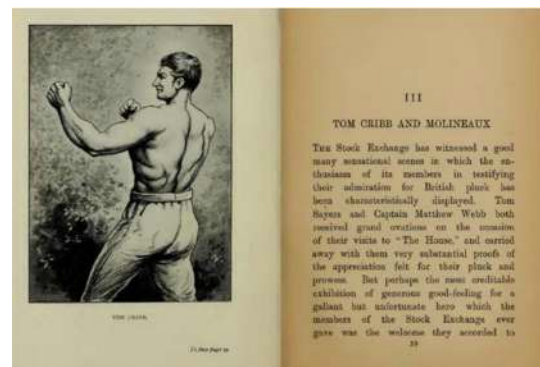 TOM CRIBB.
To face page 29
III
TOM CRIBB AND MOLINEAUX
THE Stock Exchange has witnessed a good
many sensational scenes in which the en-
thusiasm of its members in testifying
their admiration for British pluck has
been characteristically displayed. Tom
Sayers and Captain Matthew Webb both
received grand ovations on the occasion
of their visits to "The House," and carried
away with them very substantial proofs of
the appreciation felt for their pluck and
prowess. But perhaps the most creditable
exhibition of generous good-feeling for a
gallant but unfortunate hero which the
members of the Stock Exchange ever
gave was the welcome they accorded to